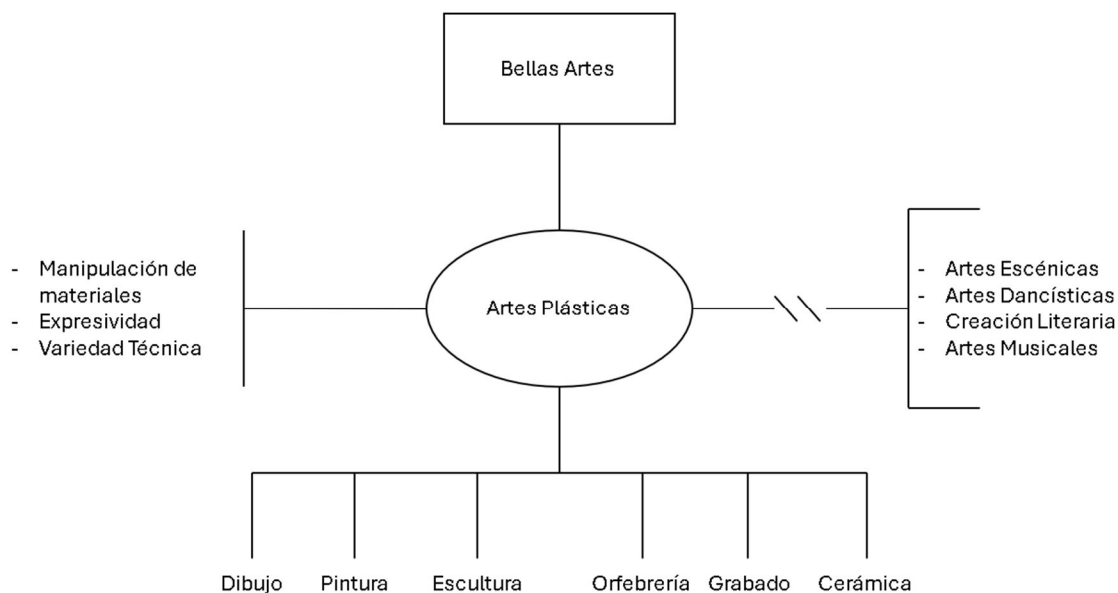 Bellas Artes
- Manipulación de
materiales
- Expresividad
- Variedad Técnica
Artes Plásticas
- Artes Escénicas
- Artes Dancísticas
- Creación Literaria
- Artes Musicales
Dibujo
Pintura
Escultura
Orfebrería
Grabado
Cerámica